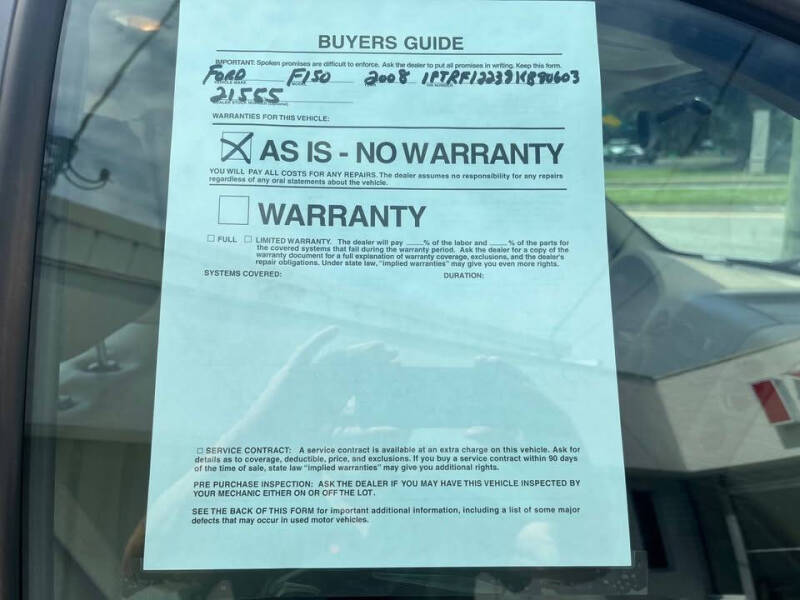 BUYERS GUIDE
IMPORTANT: Spoken promises are difficult to enforce. Ask the dealer to put all promises in writing. Keep this form.
FORD F150 2008
VEHICLE MAKE
21555
DEALER STOCK NUMBER (Optional)
WARRANTIES FOR THIS VEHICLE:
AS IS - NO WARRANTY
YOU WILL PAY ALL COSTS FOR ANY REPAIRS. The dealer assumes no responsibility for any repairs
regardless of any oral statements about the vehicle.
WARRANTY
FULL LIMITED WARRANTY. The dealer will pay ____% of the labor and ____% of the parts for
the covered systems that fail during the warranty period. Ask the dealer for a copy of the
warranty document for a full explanation of warranty coverage, exclusions, and the dealer's
repair obligations. Under state law, "implied warranties" may give you even more rights.
SYSTEMS COVERED: DURATION:
SERVICE CONTRACT: A service contract is available at an extra charge on this vehicle. Ask for
details as to coverage, deductible, price, and exclusions. If you buy a service contract within 90 days
of the time of sale, state law "implied warranties" may give you additional rights.
PRE PURCHASE INSPECTION: ASK THE DEALER IF YOU MAY HAVE THIS VEHICLE INSPECTED BY
YOUR MECHANIC EITHER ON OR OFF THE LOT.
SEE THE BACK OF THIS FORM for important additional information, including a list of some major
defects that may occur in used motor vehicles.